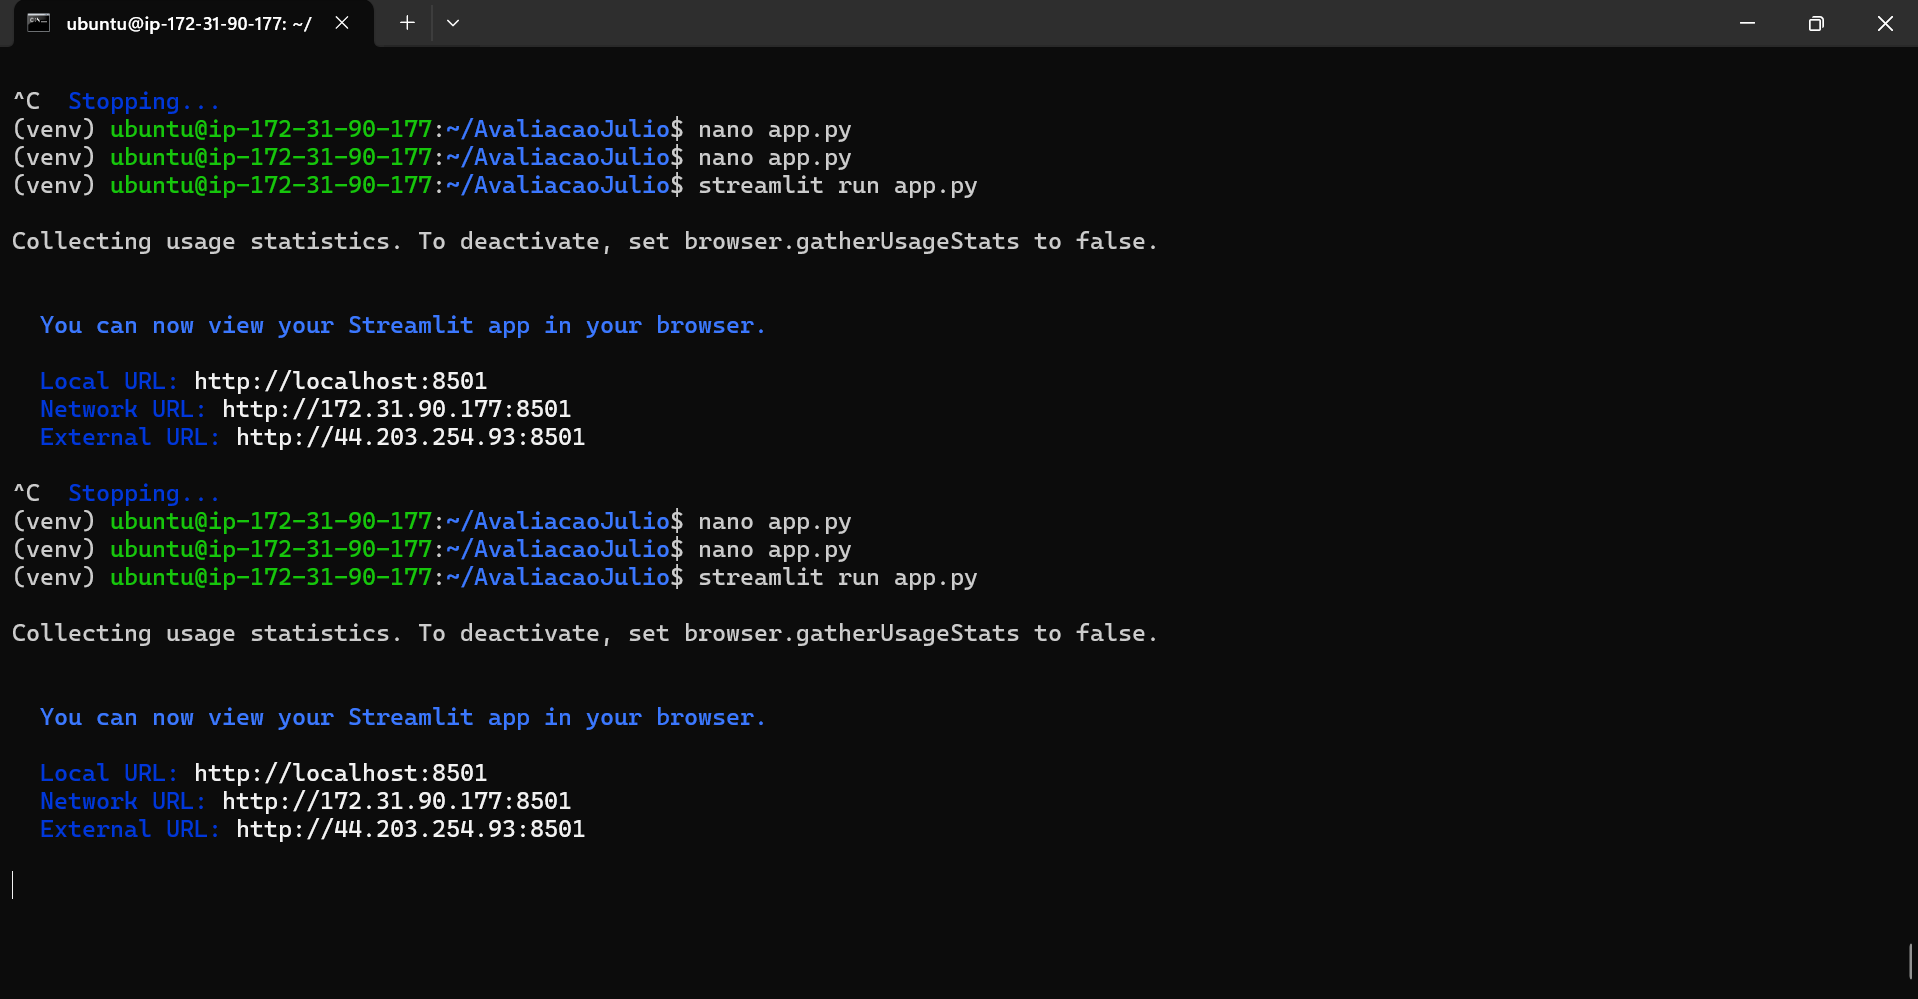 ubuntu@ip-172-31-90-177: ~/
^C  Stopping...
(venv) ubuntu@ip-172-31-90-177:~/AvaliacaoJulio$ nano app.py
(venv) ubuntu@ip-172-31-90-177:~/AvaliacaoJulio$ nano app.py
(venv) ubuntu@ip-172-31-90-177:~/AvaliacaoJulio$ streamlit run app.py
Collecting usage statistics. To deactivate, set browser.gatherUsageStats to false.
You can now view your Streamlit app in your browser.
Local URL: http://localhost:8501
Network URL: http://172.31.90.177:8501
External URL: http://44.203.254.93:8501
^C  Stopping...
(venv) ubuntu@ip-172-31-90-177:~/AvaliacaoJulio$ nano app.py
(venv) ubuntu@ip-172-31-90-177:~/AvaliacaoJulio$ nano app.py
(venv) ubuntu@ip-172-31-90-177:~/AvaliacaoJulio$ streamlit run app.py
Collecting usage statistics. To deactivate, set browser.gatherUsageStats to false.
You can now view your Streamlit app in your browser.
Local URL: http://localhost:8501
Network URL: http://172.31.90.177:8501
External URL: http://44.203.254.93:8501